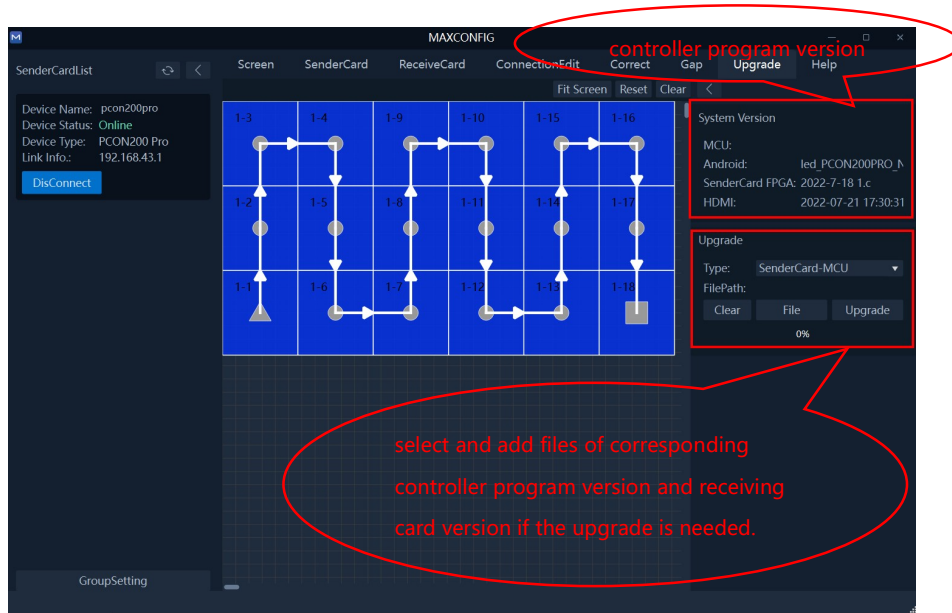 M
MAXCONFIG
controller program version
SenderCardList
Screen SenderCard ReceiveCard ConnectionEdit Correct Gap Upgrade Help
Fit Screen Reset Clear
Device Name: pcon200pro
Device Status: Online
Device Type: PCON200 Pro
Link Info.: 192.168.43.1
DisConnect
1-3 1-4 1-9 1-10 1-15 1-16
1-2 1-5 1-8 1-11 1-14 1-17
1-1 1-6 1-7 1-12 1-13 1-18
System Version
MCU:
Android: led_PCON200PRO_N
SenderCard FPGA: 2022-7-18 1.c
HDMI: 2022-07-21 17:30:31
Upgrade
Type: SenderCard-MCU
FilePath:
Clear File Upgrade
0%
select and add files of corresponding
controller program version and receiving
card version if the upgrade is needed.
GroupSetting